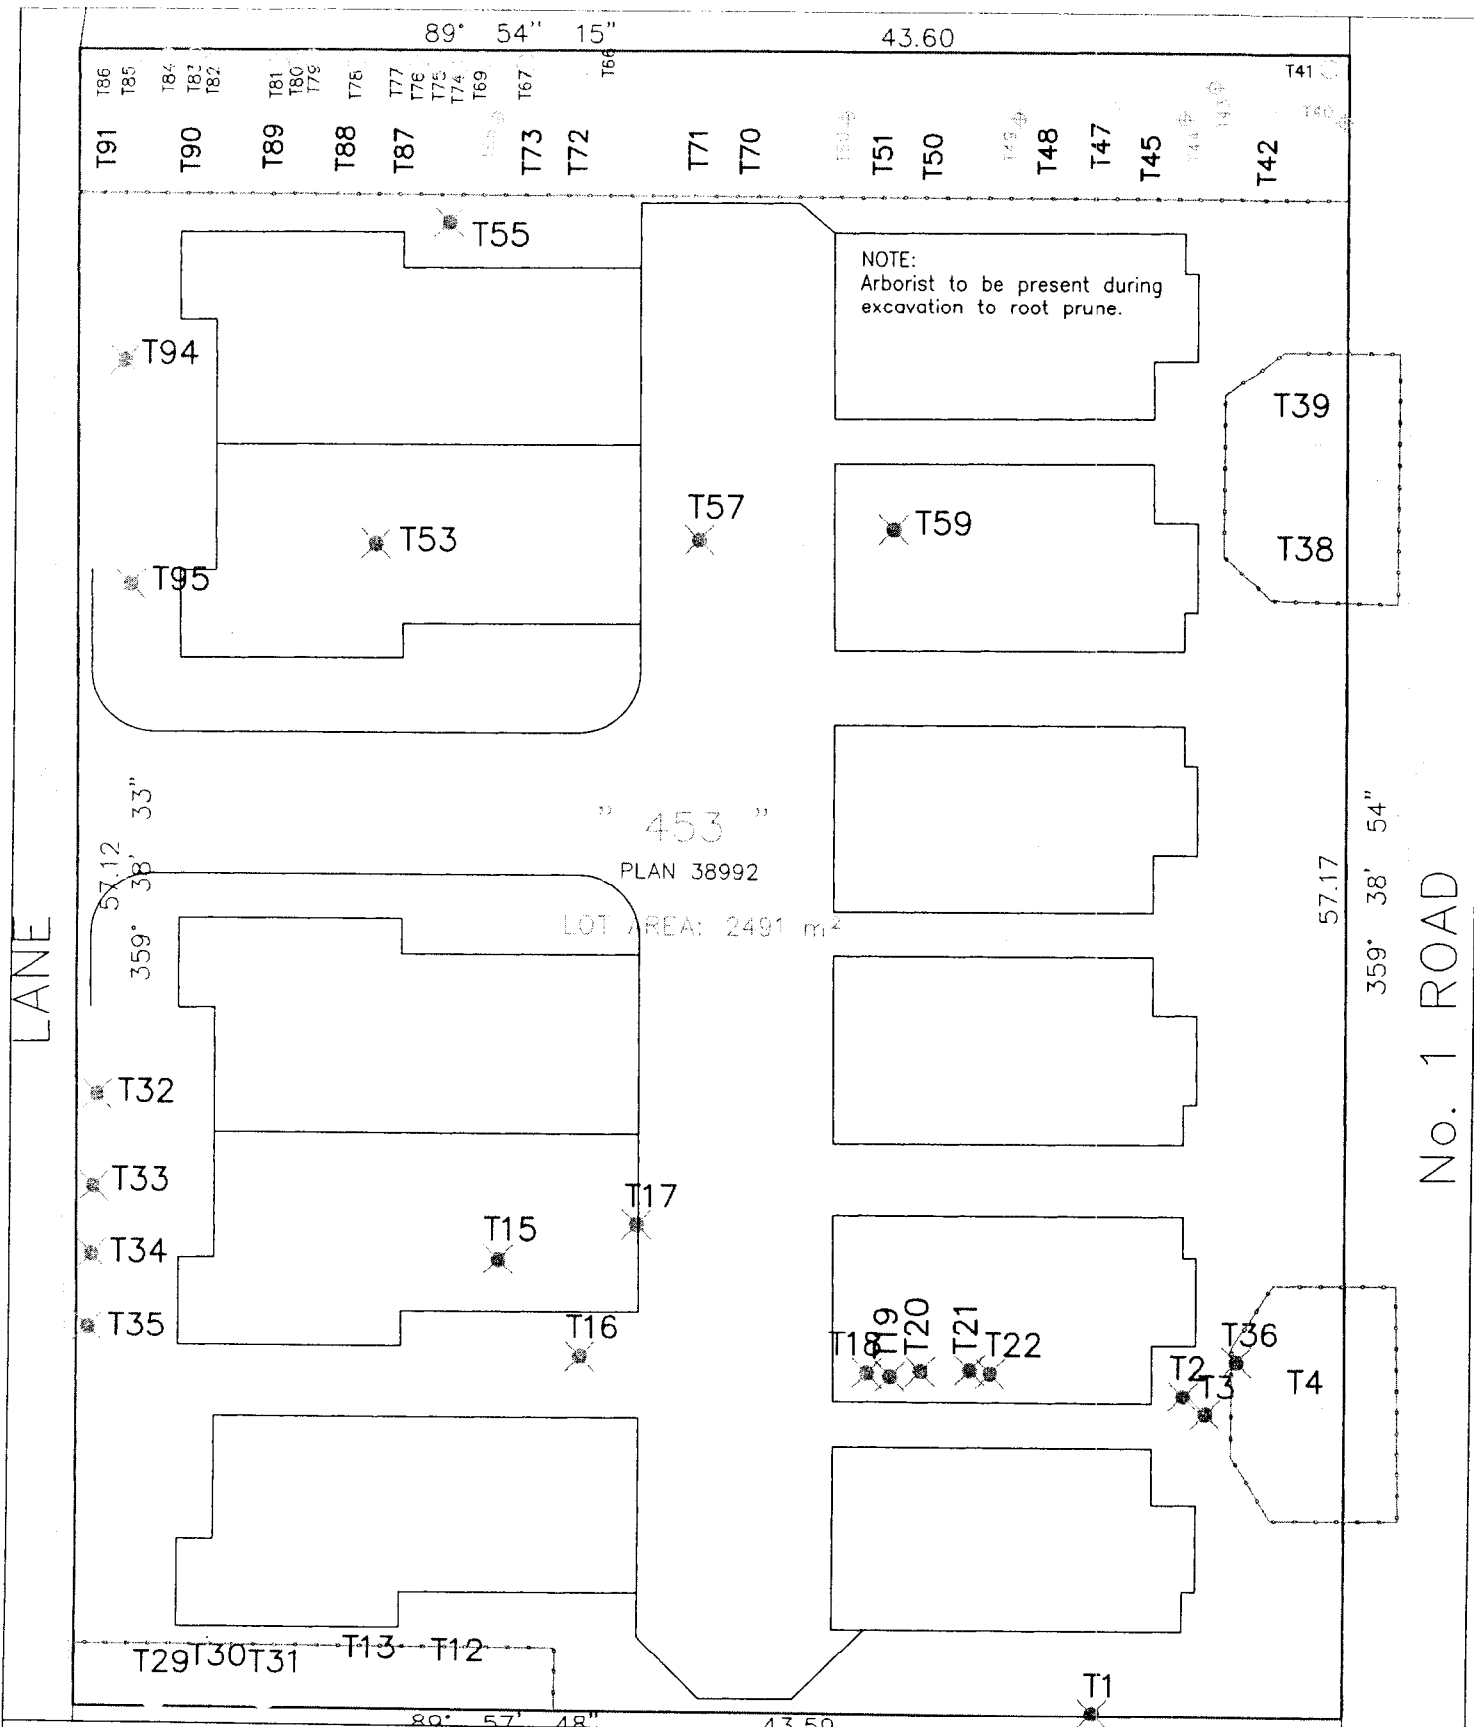 89° 54" 15" 43.60
T86 T85 T84 T83 T82 T81 T80 T79 T78 T77 T76 T75 T74 T69 T67 T66 T41
T43 T40
T91 T90 T89 T88 T87 T73 T72 T71 T70 T51 T50 T49 T48 T47 T45 T44 T42
T55
NOTE:
Arborist to be present during
excavation to root prune.
T94
T39
T57
T53 T59
T38
T95
359° 38' 33"
57.12
" 453 "
PLAN 38992
LOT AREA: 2491 m²
57.17
359° 38' 54"
LANE
No. 1 ROAD
T32
T33
T17
T15
T34
T35 T16
T18 T19 T20 T21 T22 T36
T2 T3 T4
T29 T30 T31 T13 T12
T1
89° 57' 48" 43.59